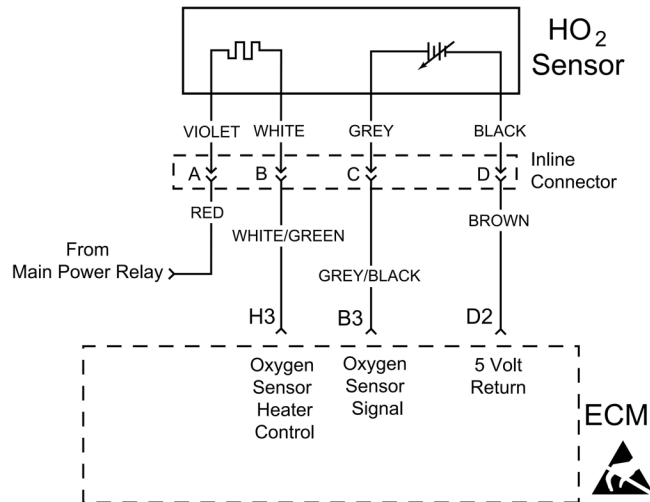 HO2
Sensor
VIOLET WHITE GREY BLACK
A B C D
Inline
Connector
RED
WHITE/GREEN
BROWN
From
Main Power Relay
GREY/BLACK
H3 B3 D2
Oxygen
Sensor
Heater
Control
Oxygen
Sensor
Signal
5 Volt
Return
ECM